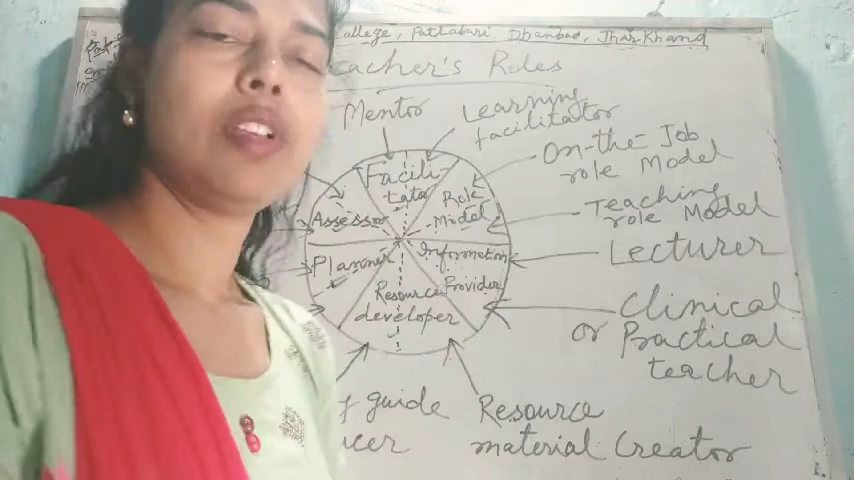 College, Patlabari Dhanbad, Jharkhand
eacher's Roles
Mentor
Learning
facilitator
On-the-Job
role Model
Teaching
role Model
Lecturer
Clinical
or Practical
teacher
Facili-
tator
Role
Model
Assessor
Information
Provider
Planner
Resource
developer
guide
ucer
Resource
material Creator